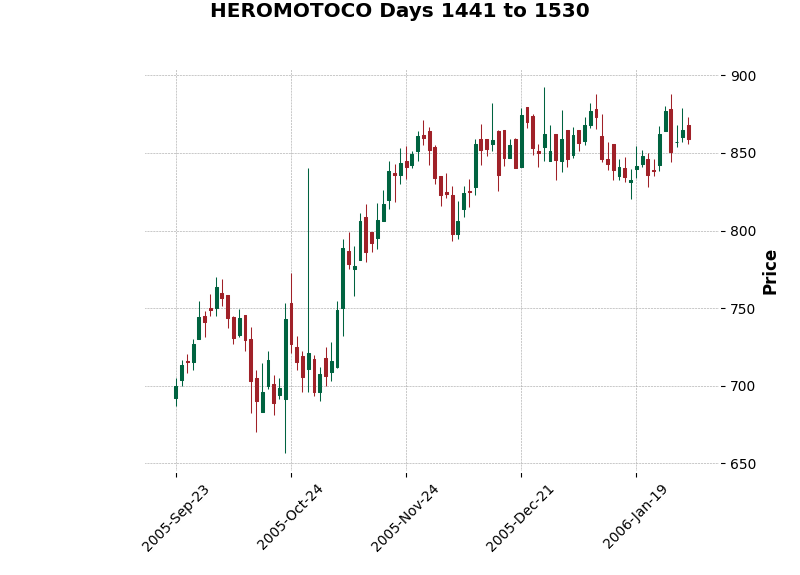 HEROMOTOCO Days 1441 to 1530
900
850
800
750
700
650
Price
2005-Sep-23
2005-Oct-24
2005-Nov-24
2005-Dec-21
2006-Jan-19